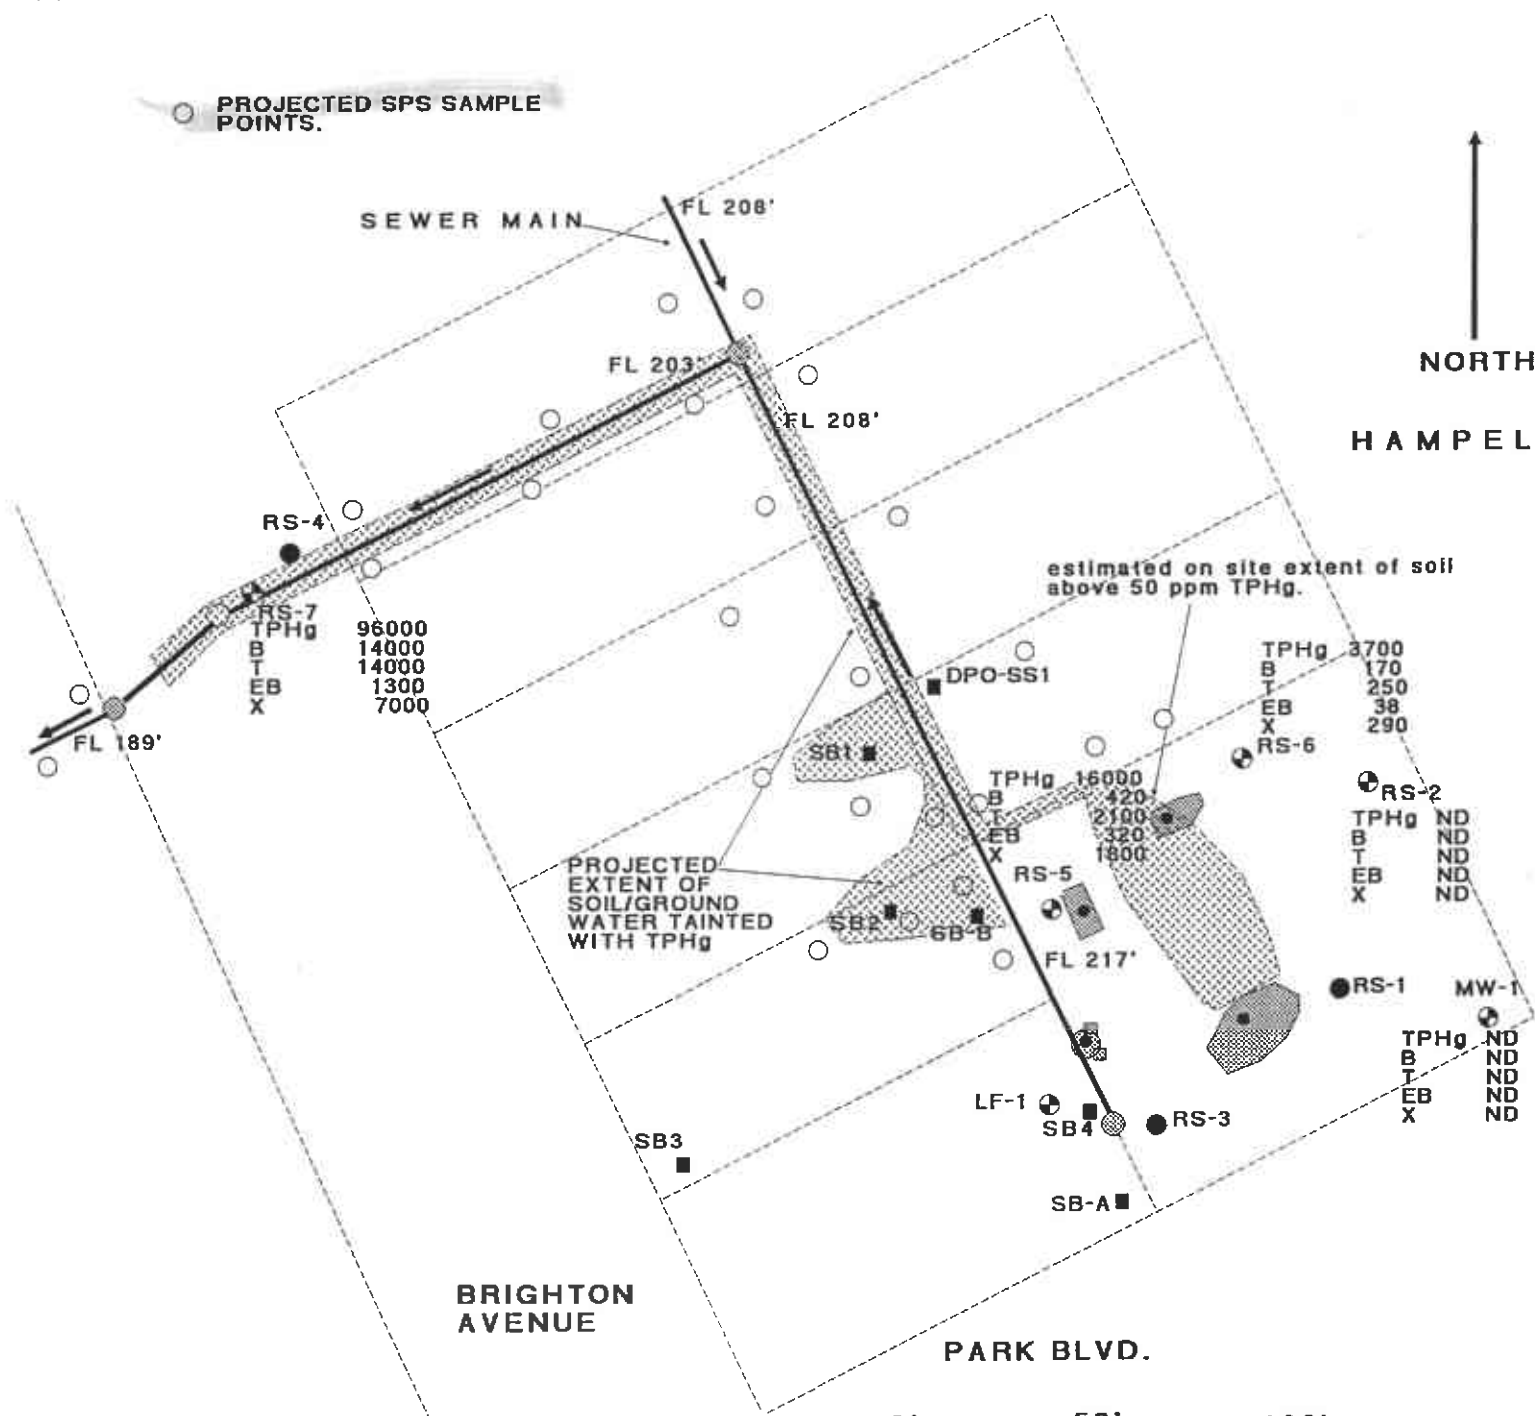 PROJECTED SPS SAMPLE
POINTS.
SEWER MAIN
FL 208'
FL 203'
FL 208'
NORTH
HAMPEL
RS-4
RS-7
TPHg 96000
B 14000
T 14000
EB 1300
X 7000
FL 189'
estimated on site extent of soil
above 50 ppm TPHg.
DPO-SS1
TPHg 3700
B 170
T 250
EB 38
X 290
RS-6
SB1
TPHg 16000
B 420
T 2100
EB 320
X 1800
RS-5
RS-2
TPHg ND
B ND
T ND
EB ND
X ND
PROJECTED
EXTENT OF
SOIL/GROUND
WATER TAINTED
WITH TPHg
SB2
SB-B
FL 217'
RS-1
MW-1
TPHg ND
B ND
T ND
EB ND
X ND
LF-1
SB4
RS-3
SB3
SB-A
BRIGHTON
AVENUE
PARK BLVD.